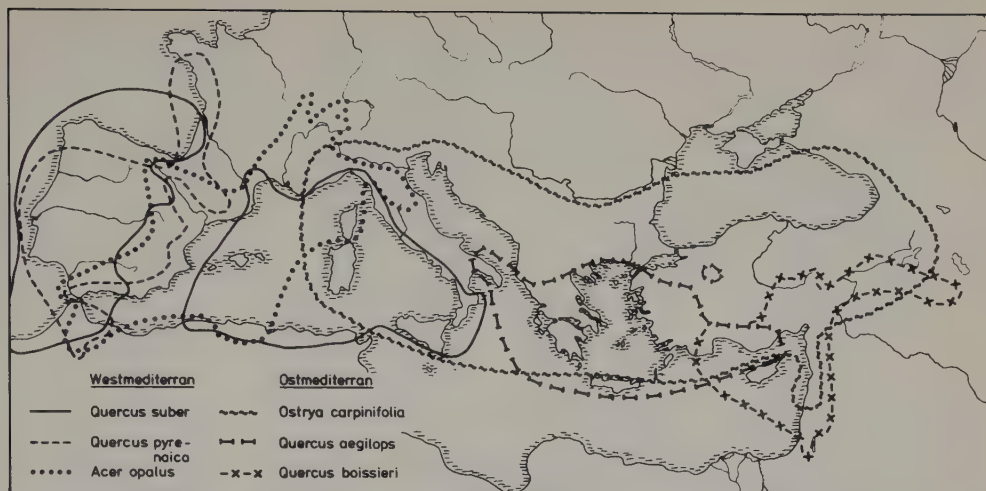 Westmediterran
Quercus suber
Quercus pyre-
naica
Acer opalus
Ostmediterran
Ostrya carpinifolia
Quercus aegilops
Quercus boissieri